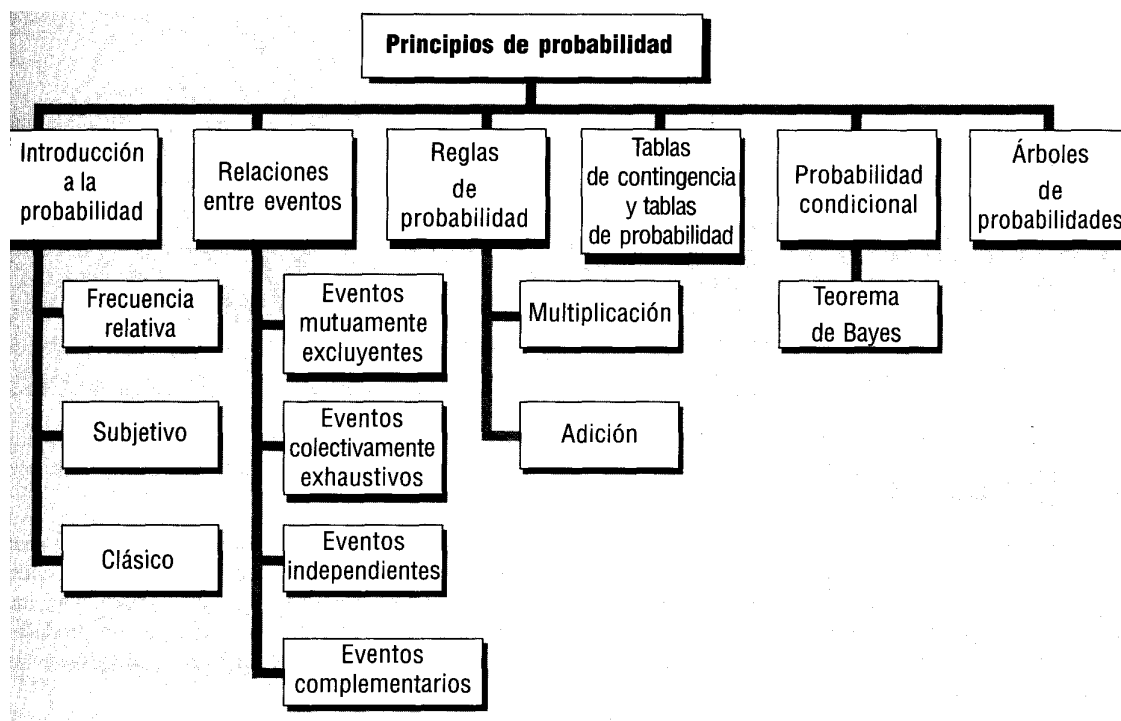 Principios de probabilidad
Introducción
a la
probabilidad
Relaciones
entre eventos
Reglas
de
probabilidad
Tablas
de contingencia
y tablas
de probabilidad
Probabilidad
condicional
Árboles
de
probabilidades
Frecuencia
relativa
Subjetivo
Clásico
Eventos
mutuamente
excluyentes
Eventos
colectivamente
exhaustivos
Eventos
independientes
Eventos
complementarios
Multiplicación
Adición
Teorema
de Bayes